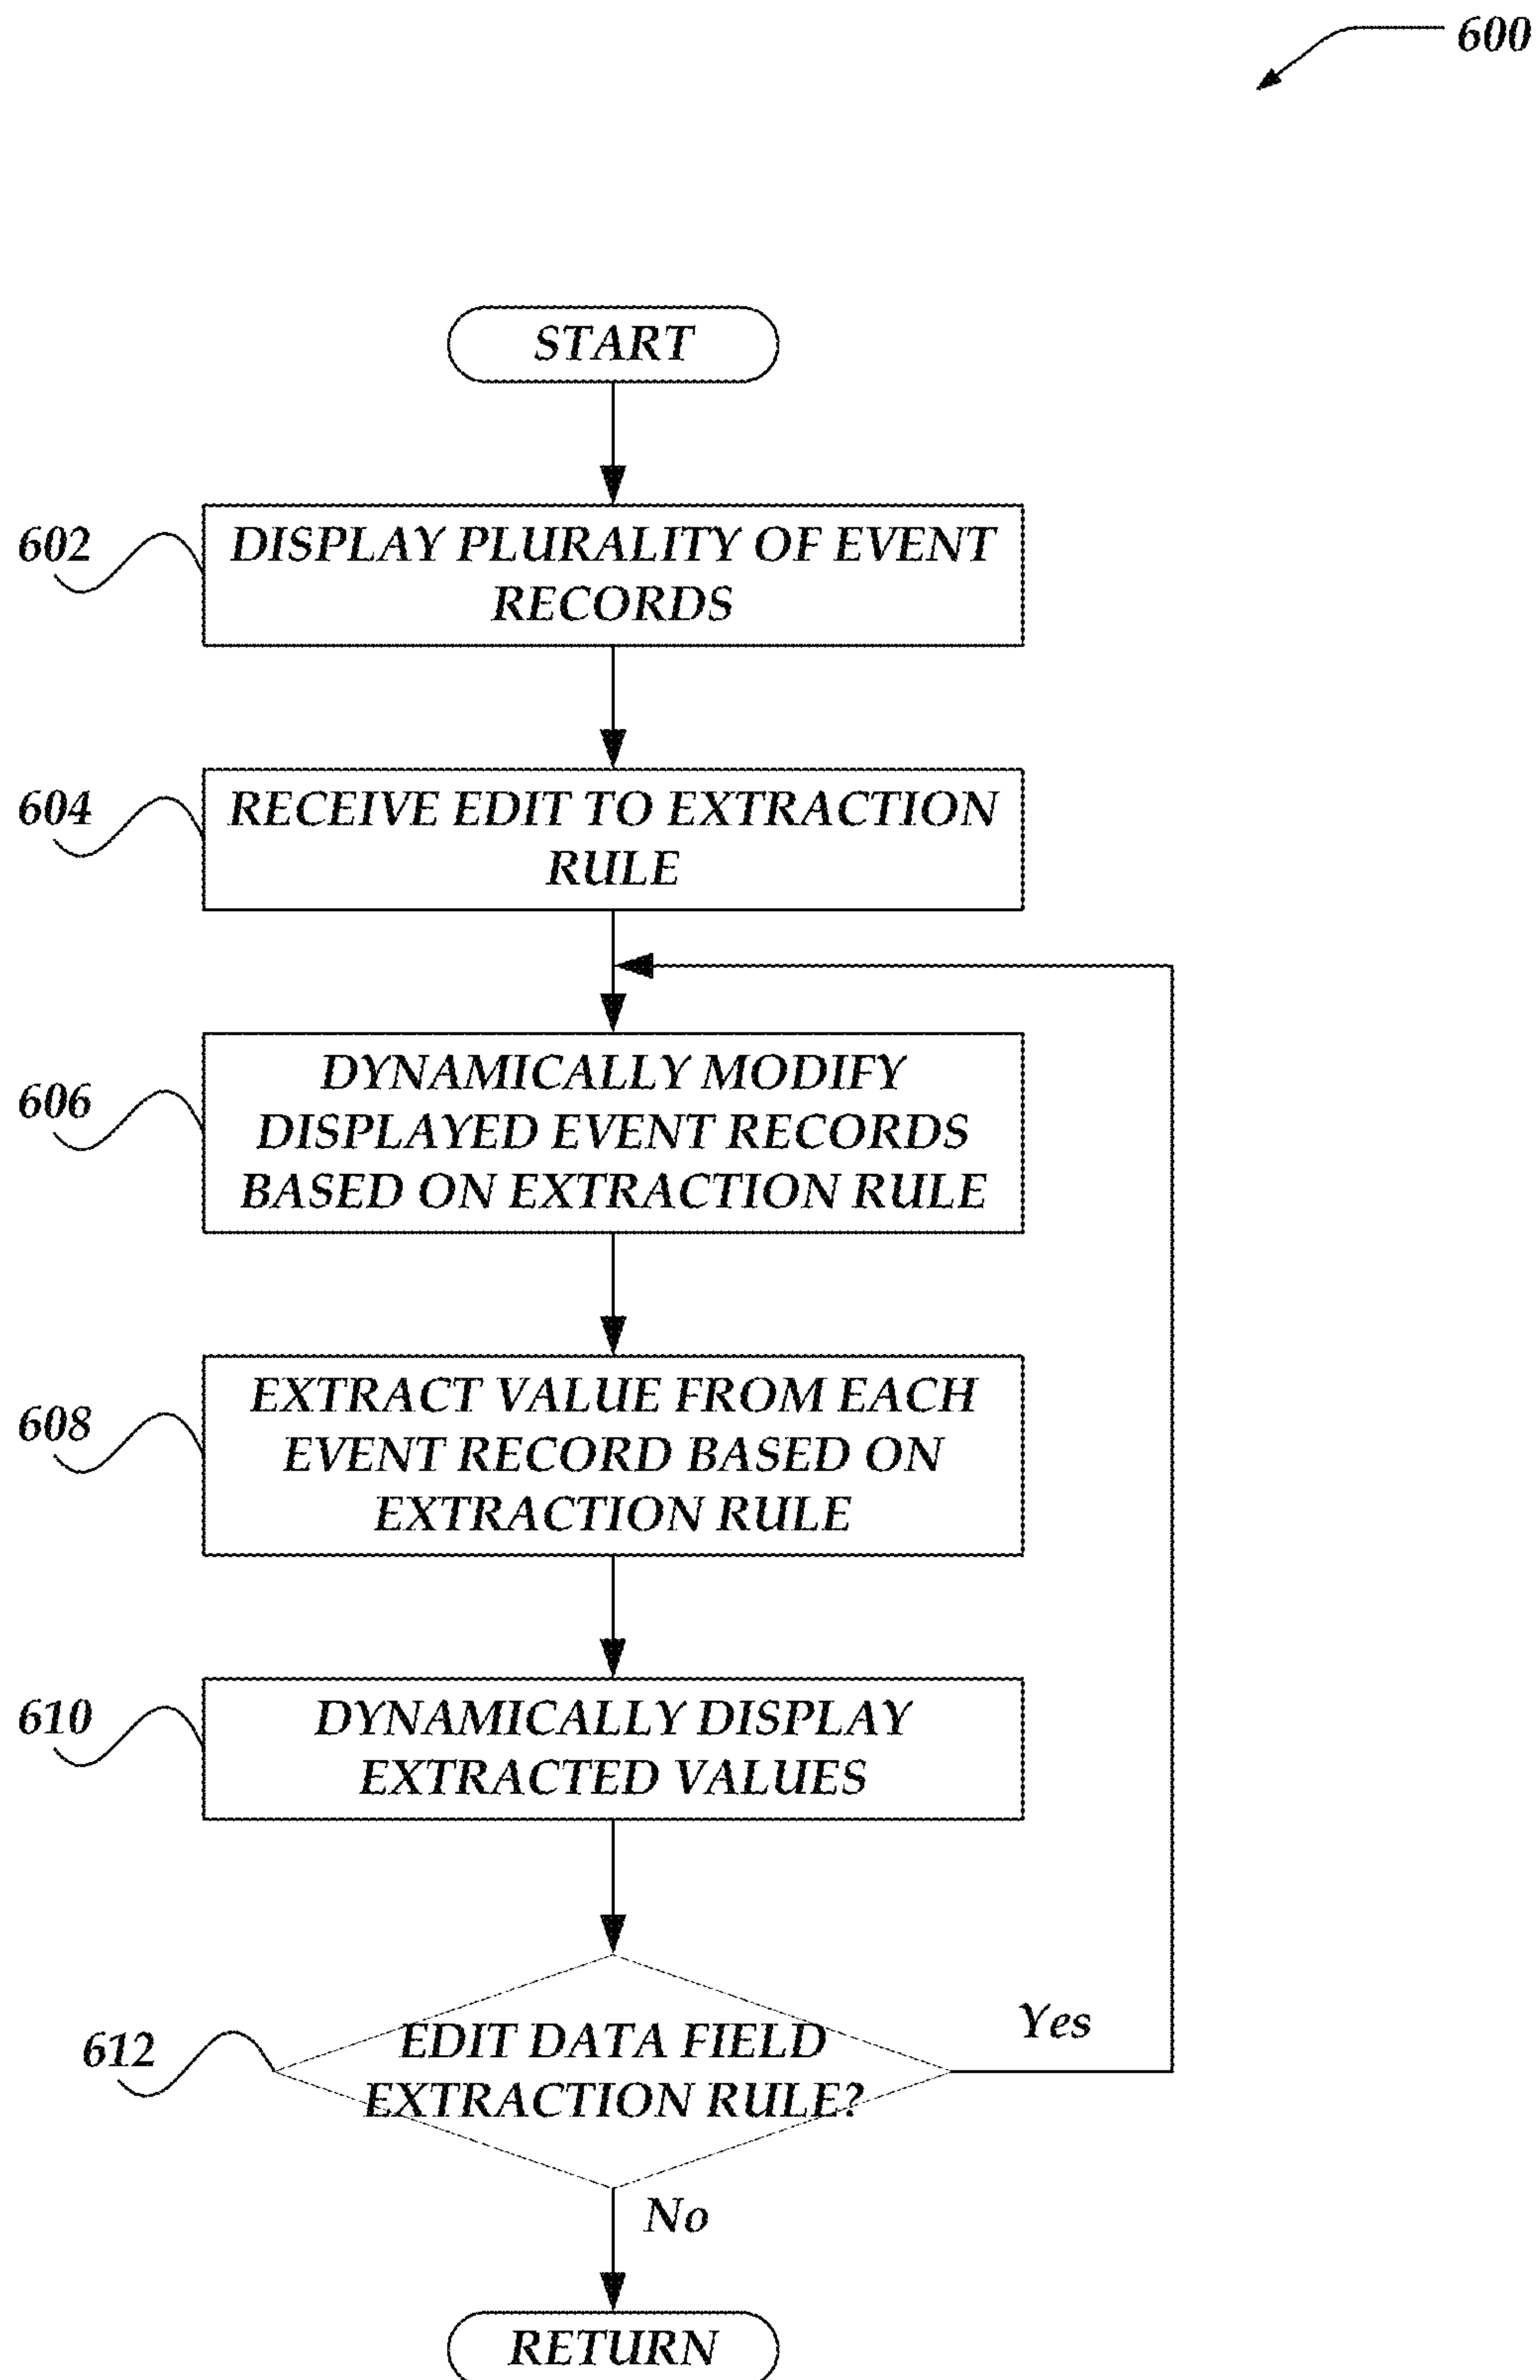 600
START
602
DISPLAY PLURALITY OF EVENT
RECORDS
604
RECEIVE EDIT TO EXTRACTION
RULE
606
DYNAMICALLY MODIFY
DISPLAYED EVENT RECORDS
BASED ON EXTRACTION RULE
608
EXTRACT VALUE FROM EACH
EVENT RECORD BASED ON
EXTRACTION RULE
610
DYNAMICALLY DISPLAY
EXTRACTED VALUES
612
EDIT DATA FIELD
EXTRACTION RULE?
Yes
No
RETURN